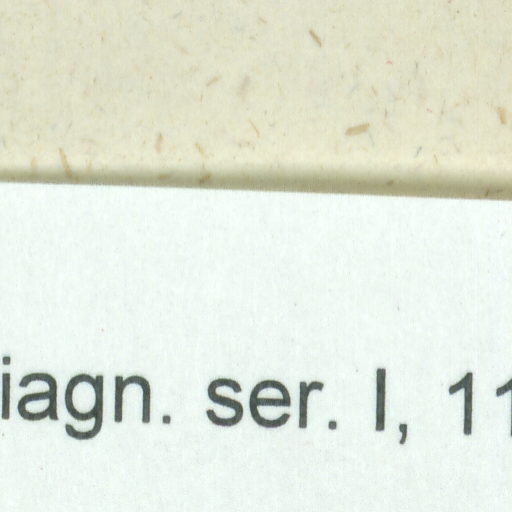 iagn. ser. I, 11